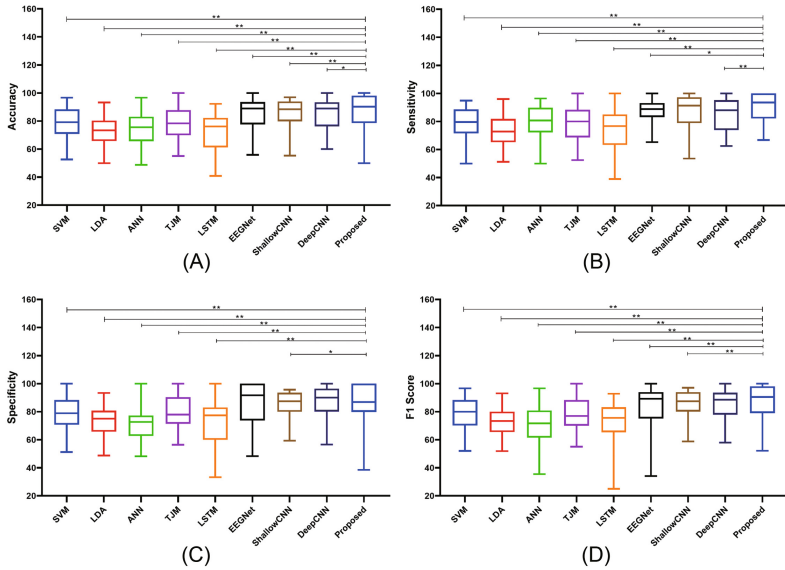 **
**
**
**
**
**
**
*
Accuracy
160
140
120
100
80
60
40
20
SVM
LDA
ANN
TJM
LSTM
EEGNet
ShallowCNN
DeepCNN
Proposed
(A)
**
**
**
**
**
*
**
Sensitivity
160
140
120
100
80
60
40
20
SVM
LDA
ANN
TJM
LSTM
EEGNet
ShallowCNN
DeepCNN
Proposed
(B)
**
**
**
**
**
*
Specificity
160
140
120
100
80
60
40
20
SVM
LDA
ANN
TJM
LSTM
EEGNet
ShallowCNN
DeepCNN
Proposed
(C)
**
**
**
**
**
**
**
F1 Score
160
140
120
100
80
60
40
20
SVM
LDA
ANN
TJM
LSTM
EEGNet
ShallowCNN
DeepCNN
Proposed
(D)